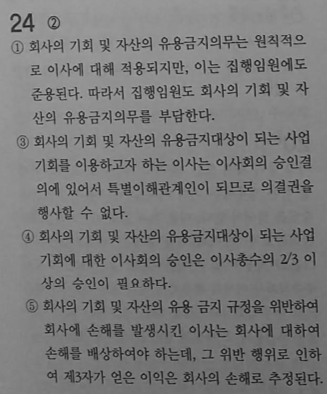 24 ②
① 회사의 기회 및 자산의 유용금지의무는 원칙적으
로 이사에 대해 적용되지만, 이는 집행임원에도
준용된다. 따라서 집행임원도 회사의 기회 및 자
산의 유용금지의무를 부담한다.
③ 회사의 기회 및 자산의 유용금지대상이 되는 사업
기회를 이용하고자 하는 이사는 이사회의 승인결
의에 있어서 특별이해관계인이 되므로 의결권을
행사할 수 없다.
④ 회사의 기회 및 자산의 유용금지대상이 되는 사업
기회에 대한 이사회의 승인은 이사총수의 2/3 이
상의 승인이 필요하다.
⑤ 회사의 기회 및 자산의 유용 금지 규정을 위반하여
회사에 손해를 발생시킨 이사는 회사에 대하여
손해를 배상하여야 하는데, 그 위반 행위로 인하
여 제3자가 얻은 이익은 회사의 손해로 추정된다.